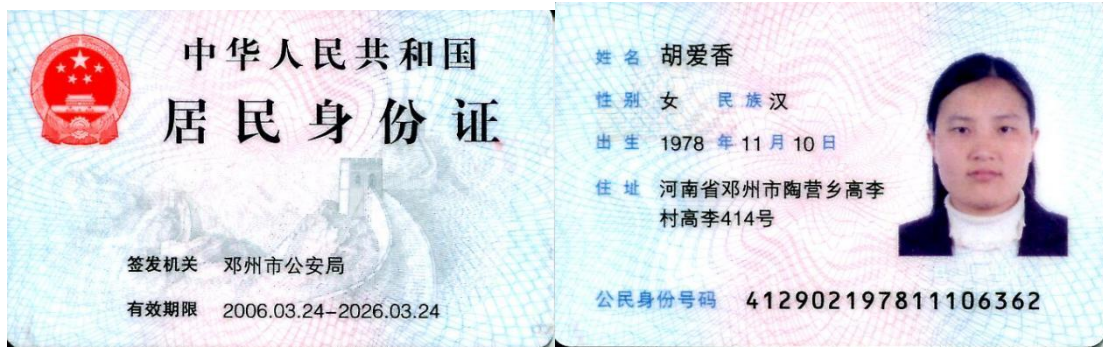 中华人民共和国
居民身份证
签发机关 邓州市公安局
有效期限 2006.03.24-2026.03.24
姓名 胡爱香
性别 女 民族 汉
出生 1978 年 11 月 10 日
住址 河南省邓州市陶营乡高李
村高李414号
公民身份号码 412902197811106362